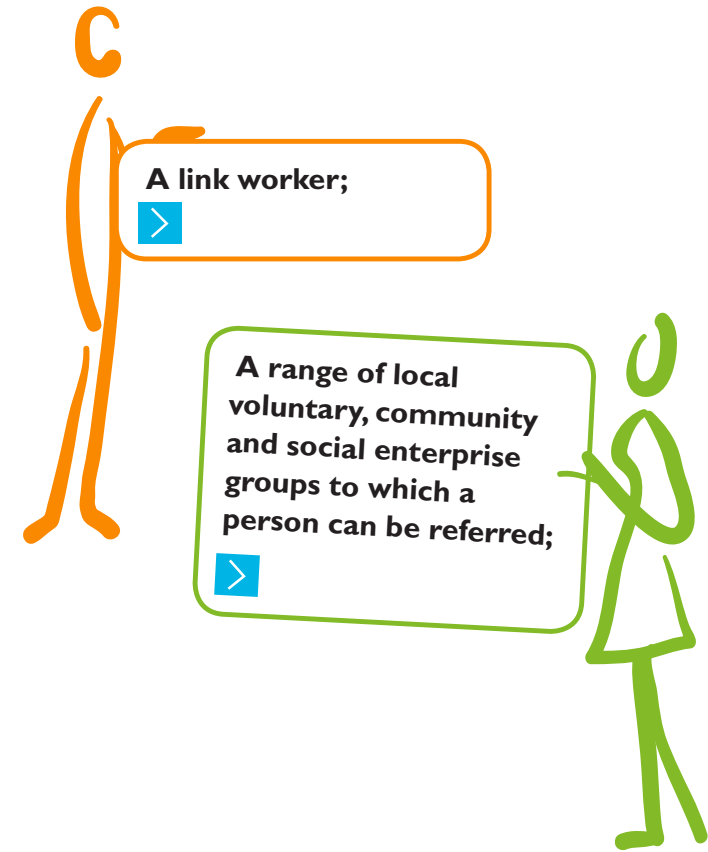 A link worker;
A range of local
voluntary, community
and social enterprise
groups to which a
person can be referred;